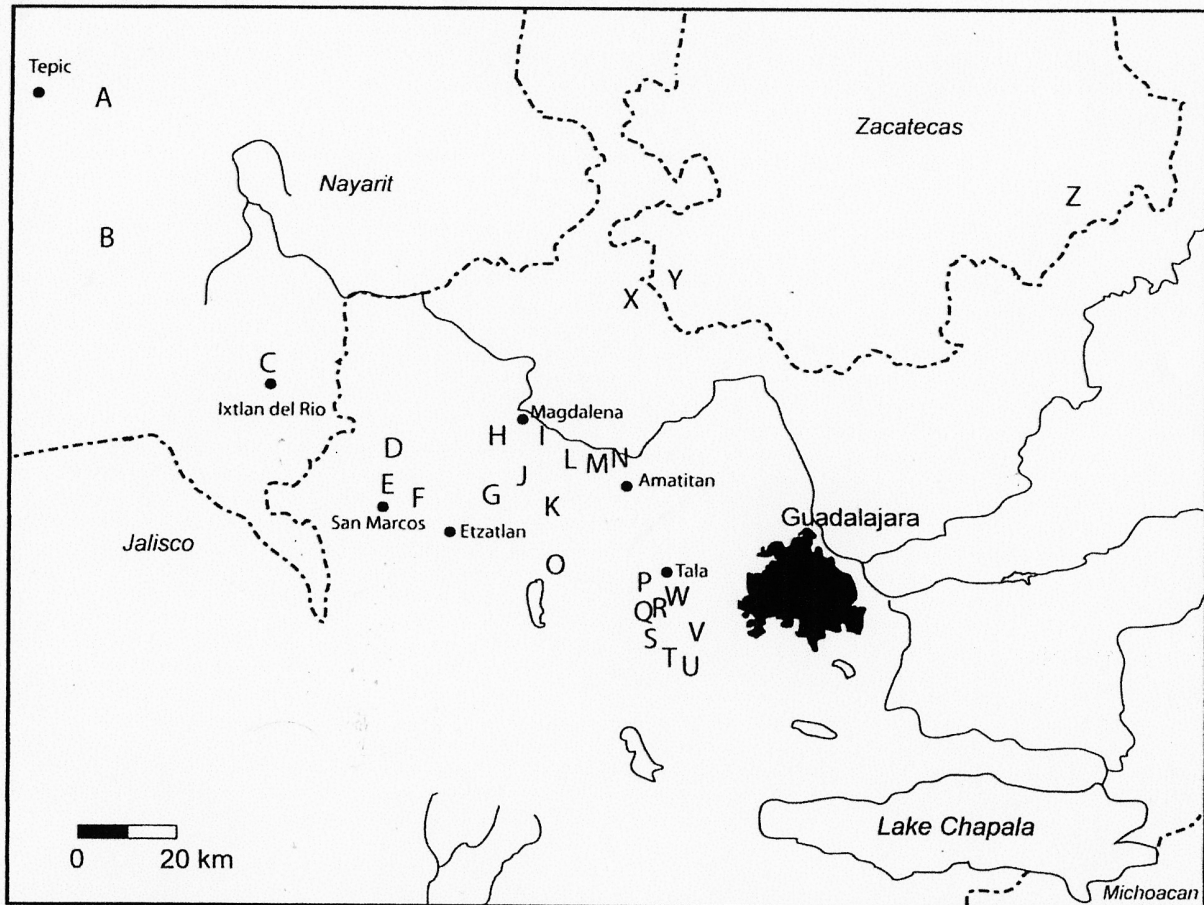 Tepic
A
Zacatecas
Nayarit
Z
B
Y
X
C
Ixtlan del Rio
Magdalena
H
I
D
L
M
N
J
E
Amatitan
G
F
K
San Marcos
Guadalajara
Etzatlan
Jalisco
O
Tala
P
W
R
Q
V
S
T
U
Lake Chapala
0
20 km
Michoacan